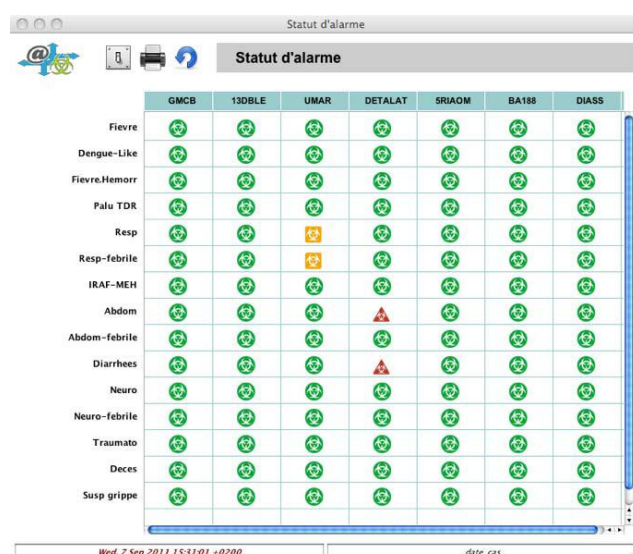 Statut d'alarme
@
Statut d'alarme
GMCB 13DBLE UMAR DETALAT 5RIAOM BA188 DIASS
Fievre
Dengue-Like
Fievre.Hemorr
Palu TDR
Resp
Resp-febrile
IRAF-MEH
Abdom
Abdom-febrile
Diarrhees
Neuro
Neuro-febrile
Traumato
Deces
Susp grippe
Wed, 7 Sep 2011 15:31:01 +0200 date_cas